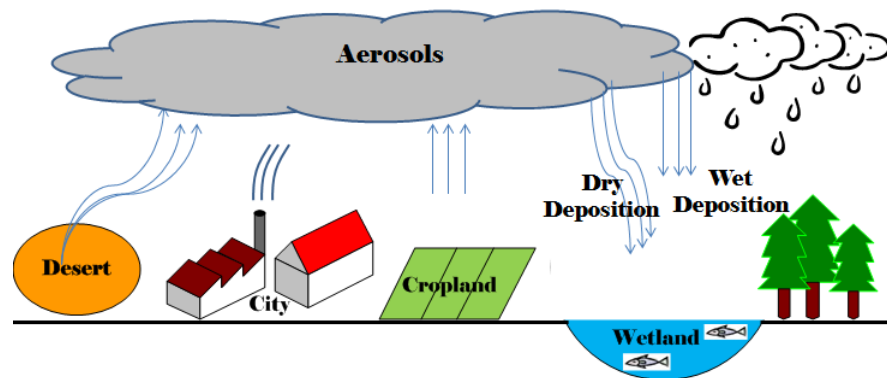 Aerosols
Dry
Deposition
Wet
Deposition
Desert
City
Cropland
Wetland